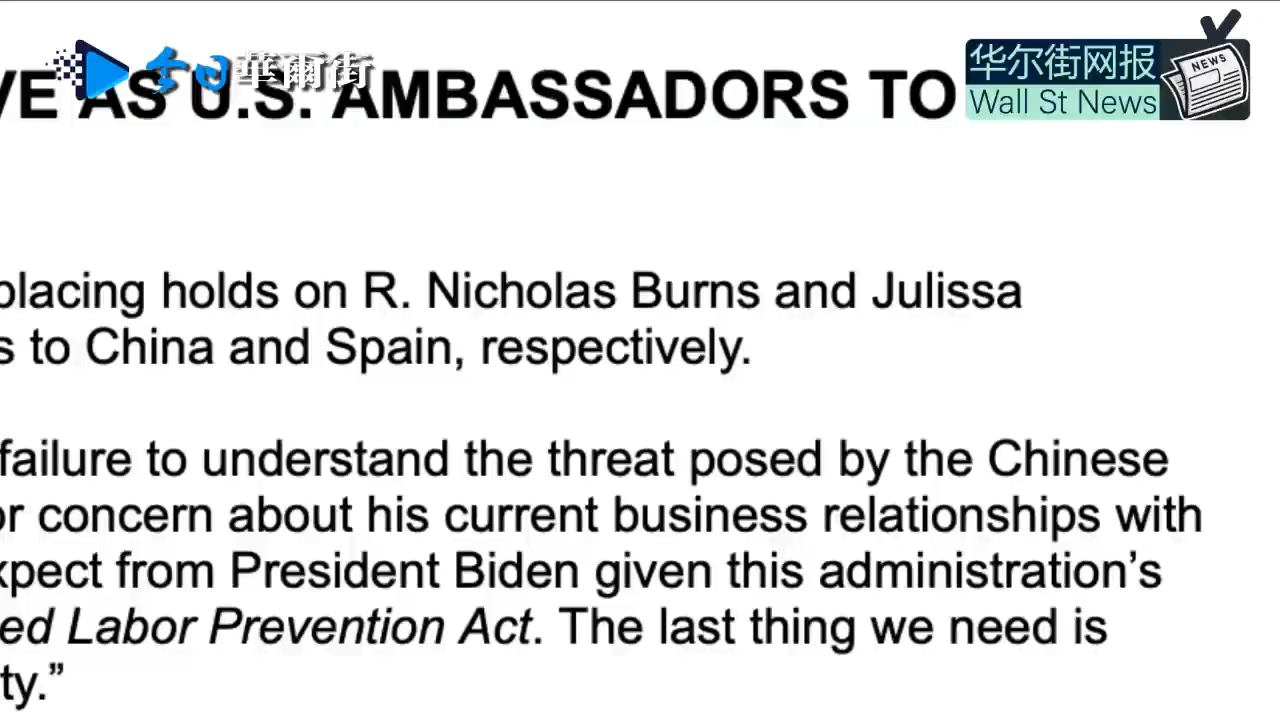 今日華爾街
华尔街网报
Wall St News
NEWS
VE AS U.S. AMBASSADORS TO
placing holds on R. Nicholas Burns and Julissa
s to China and Spain, respectively.
failure to understand the threat posed by the Chinese
or concern about his current business relationships with
xpect from President Biden given this administration’s
ed Labor Prevention Act. The last thing we need is
ty.”